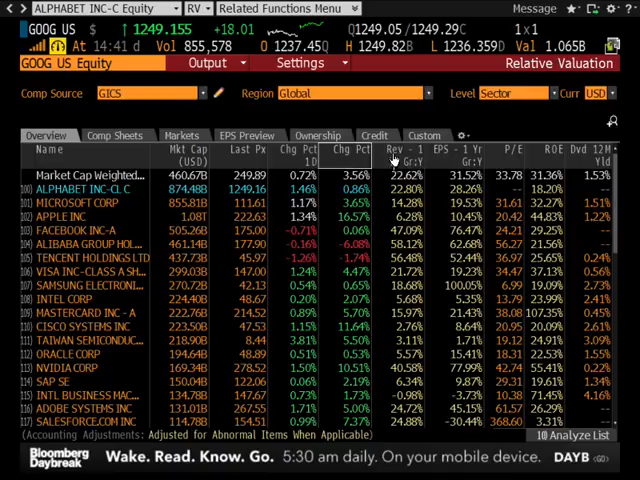 ALPHABET INC-C Equity RV Related Functions Menu Message
GOOG US $ ↑ 1249.155 +18.01 Q1249.05 / 1249.29C 1x1
At 14:41 d Vol 855,578 O 1237.45Q H 1249.82B L 1236.359D Val 1.065B
GOOG US Equity Output Settings Relative Valuation
Comp Source GICS Region Global Level Sector Curr USD
Overview Comp Sheets Markets EPS Preview Ownership Credit Custom
Name Mkt Cap Last Px Chg Pct Chg Pct Rev - 1 EPS - 1 Yr P/E ROE Dvd 12M
(USD) 1D Gr:Y Gr:Y Yld
Market Cap Weighted... 460.67B 249.89 0.72% 3.56% 22.62% 31.52% 33.78 31.36% 1.53%
100) ALPHABET INC-CL C 874.48B 1249.16 1.46% 0.86% 22.80% 28.26% -- 18.20% --
101) MICROSOFT CORP 855.81B 111.61 1.17% 3.65% 14.28% 19.53% 31.61 32.27% 1.51%
102) APPLE INC 1.08T 222.63 1.34% 16.57% 6.28% 10.45% 20.42 44.83% 1.22%
103) FACEBOOK INC-A 505.26B 175.00 -0.71% 0.06% 47.09% 76.47% 24.21 29.25% --
104) ALIBABA GROUP HOL... 461.14B 177.80 -0.16% -6.08% 58.12% 62.68% 56.27 21.56% --
105) TENCENT HOLDINGS LTD 437.73B 45.97 -1.26% -1.74% 56.48% 52.44% 36.97 25.65% 0.24%
106) VISA INC-CLASS A SH... 299.03B 147.00 1.24% 4.47% 21.72% 19.23% 34.47 37.13% 0.56%
107) SAMSUNG ELECTRONI... 270.72B 42.13 0.54% 0.65% 18.68% 100.05% 6.99 19.09% 2.73%
108) INTEL CORP 224.40B 48.67 0.20% 2.07% 5.68% 5.35% 13.79 23.99% 2.41%
109) MASTERCARD INC - A 222.76B 214.52 0.89% 5.70% 15.97% 21.43% 38.08 107.35% 0.45%
110) CISCO SYSTEMS INC 223.50B 47.53 1.15% 11.64% 2.76% 8.64% 20.35 -- 2.69%
111) TAIWAN SEMICONDUC... 218.90B 8.44 3.81% 5.50% 3.11% 1.71% 19.12 24.91% 3.09%
112) ORACLE CORP 194.64B 48.89 0.51% 0.53% 5.57% 15.41% 18.53 6.56% 1.55%
113) NVIDIA CORP 169.34B 278.52 1.50% 10.51% 40.58% 77.99% 42.74 55.41% 0.22%
114) SAP SE 150.04B 122.06 0.06% 2.19% 6.34% 9.87% 29.31 19.61% 1.34%
115) INTL BUSINESS MAC... 134.78B 147.67 0.73% 1.73% -0.98% -3.73% 10.38 71.05% 4.16%
116) ADOBE SYSTEMS INC 131.01B 267.55 1.71% 5.00% 24.72% 45.15% 61.57 26.29% --
117) SALESFORCE.COM INC 114.78B 154.51 0.99% 7.37% 24.88% -30.44% 368.60 3.31% --
(Accounting Adjustments: Adjusted for Abnormal Items When Applicable) 10) Analyze List
Bloomberg Daybreak Wake. Read. Know. Go. 5:30 am daily. On your mobile device. DAYB <GO>